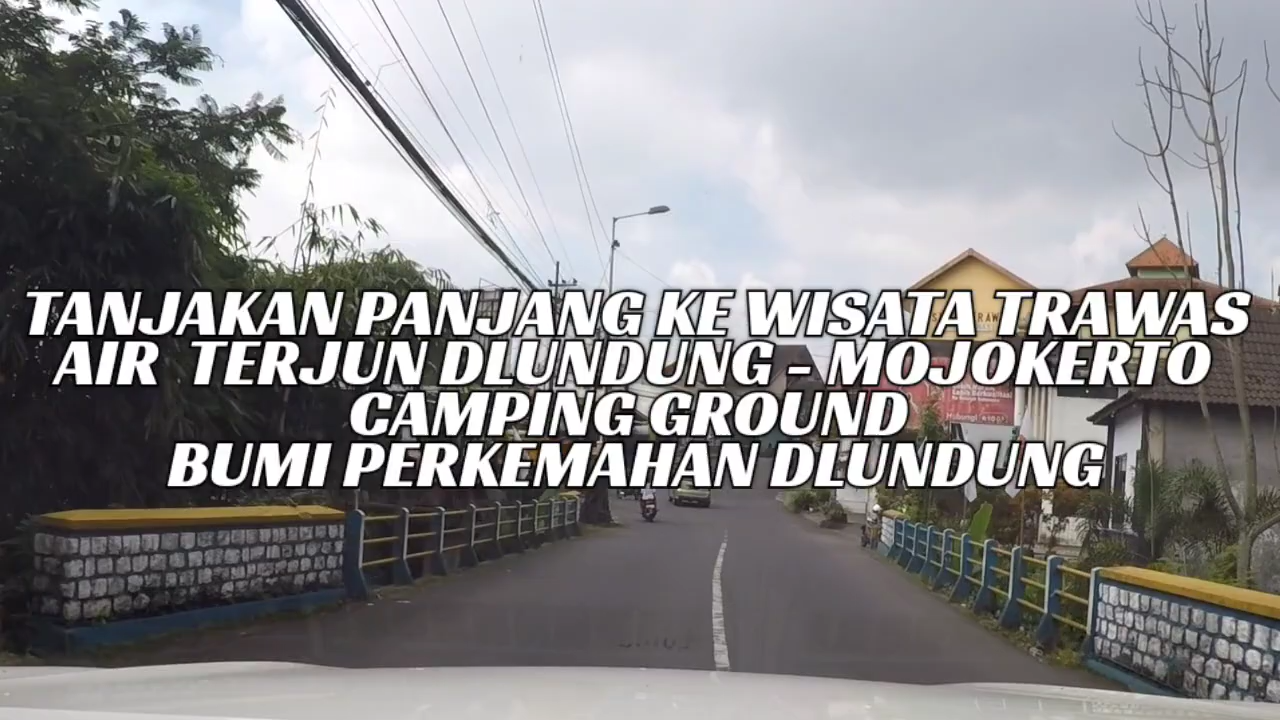 TANJAKAN PANJANG KE WISATA TRAWAS
AIR TERJUN DLUNDUNG - MOJOKERTO
CAMPING GROUND
BUMI PERKEMAHAN DLUNDUNG